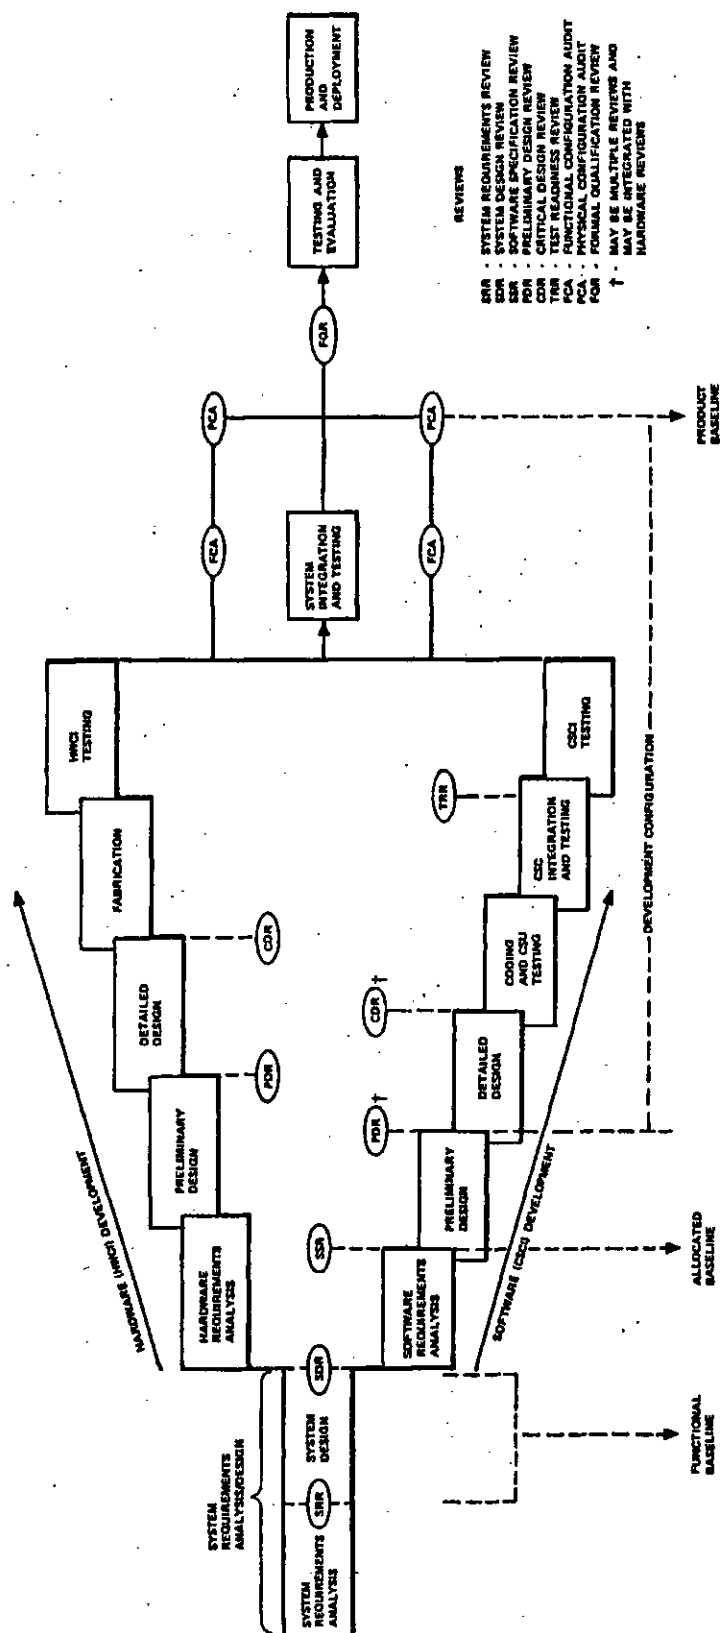 SYSTEM
REQUIREMENTS
ANALYSIS/DESIGN
SYSTEM
REQUIREMENTS
ANALYSIS
SRR
SYSTEM
DESIGN
SDR
HARDWARE (HWCI) DEVELOPMENT
HARDWARE
REQUIREMENTS
ANALYSIS
PRELIMINARY
DESIGN
PDR
DETAILED
DESIGN
CDR
FABRICATION
HWCI
TESTING
SOFTWARE (CSCI) DEVELOPMENT
SOFTWARE
REQUIREMENTS
ANALYSIS
SSR
PRELIMINARY
DESIGN
PDR †
DETAILED
DESIGN
CDR †
CODING
AND CSU
TESTING
CSC
INTEGRATION
AND TESTING
TRR
CSCI
TESTING
FCA
PCA
SYSTEM
INTEGRATION
AND TESTING
FCA
PCA
FQR
TESTING AND
EVALUATION
PRODUCTION
AND
DEPLOYMENT
FUNCTIONAL
BASELINE
ALLOCATED
BASELINE
DEVELOPMENT CONFIGURATION
PRODUCT
BASELINE
REVIEWS
SRR - SYSTEM REQUIREMENTS REVIEW
SDR - SYSTEM DESIGN REVIEW
SSR - SOFTWARE SPECIFICATION REVIEW
PDR - PRELIMINARY DESIGN REVIEW
CDR - CRITICAL DESIGN REVIEW
TRR - TEST READINESS REVIEW
FCA - FUNCTIONAL CONFIGURATION AUDIT
PCA - PHYSICAL CONFIGURATION AUDIT
FQR - FORMAL QUALIFICATION REVIEW
† - MAY BE MULTIPLE REVIEWS AND
MAY BE INTEGRATED WITH
HARDWARE REVIEWS